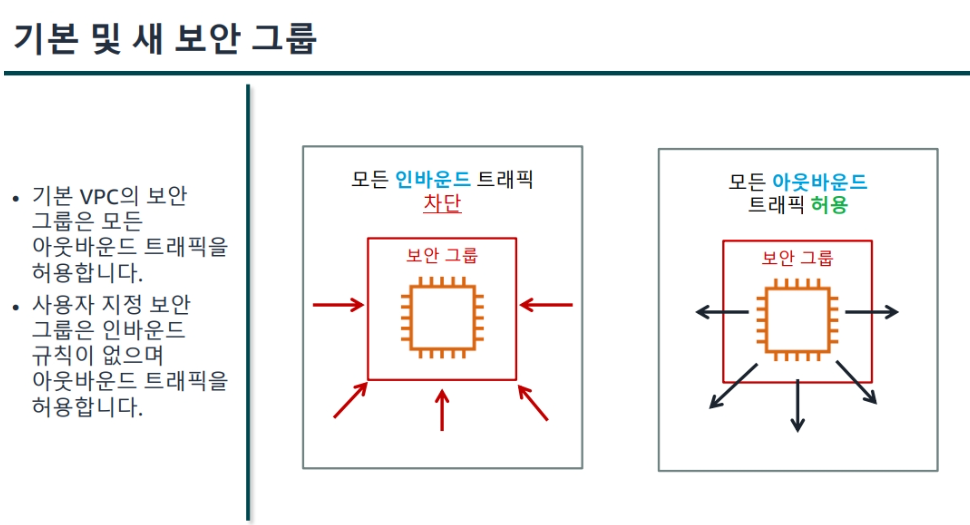 기본 및 새 보안 그룹
• 기본 VPC의 보안
그룹은 모든
아웃바운드 트래픽을
허용합니다.
• 사용자 지정 보안
그룹은 인바운드
규칙이 없으며
아웃바운드 트래픽을
허용합니다.
모든 인바운드 트래픽
차단
보안 그룹
모든 아웃바운드
트래픽 허용
보안 그룹